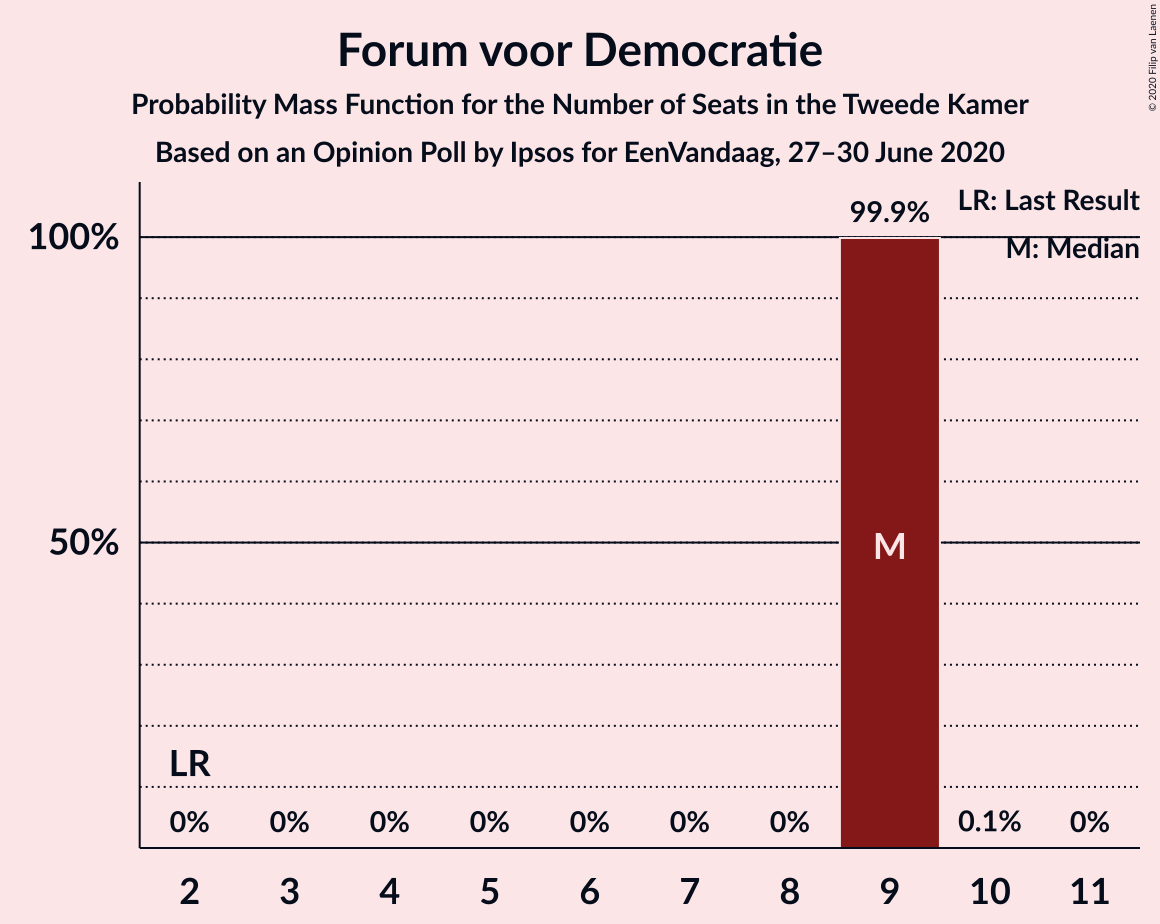 Forum voor Democratie
Probability Mass Function for the Number of Seats in the Tweede Kamer
Based on an Opinion Poll by Ipsos for EenVandaag, 27–30 June 2020
© 2020 Filip van Laenen
LR: Last Result
M: Median
99.9%
100%
50%
M
LR
0% 0% 0% 0% 0% 0% 0% 0.1% 0%
2 3 4 5 6 7 8 9 10 11